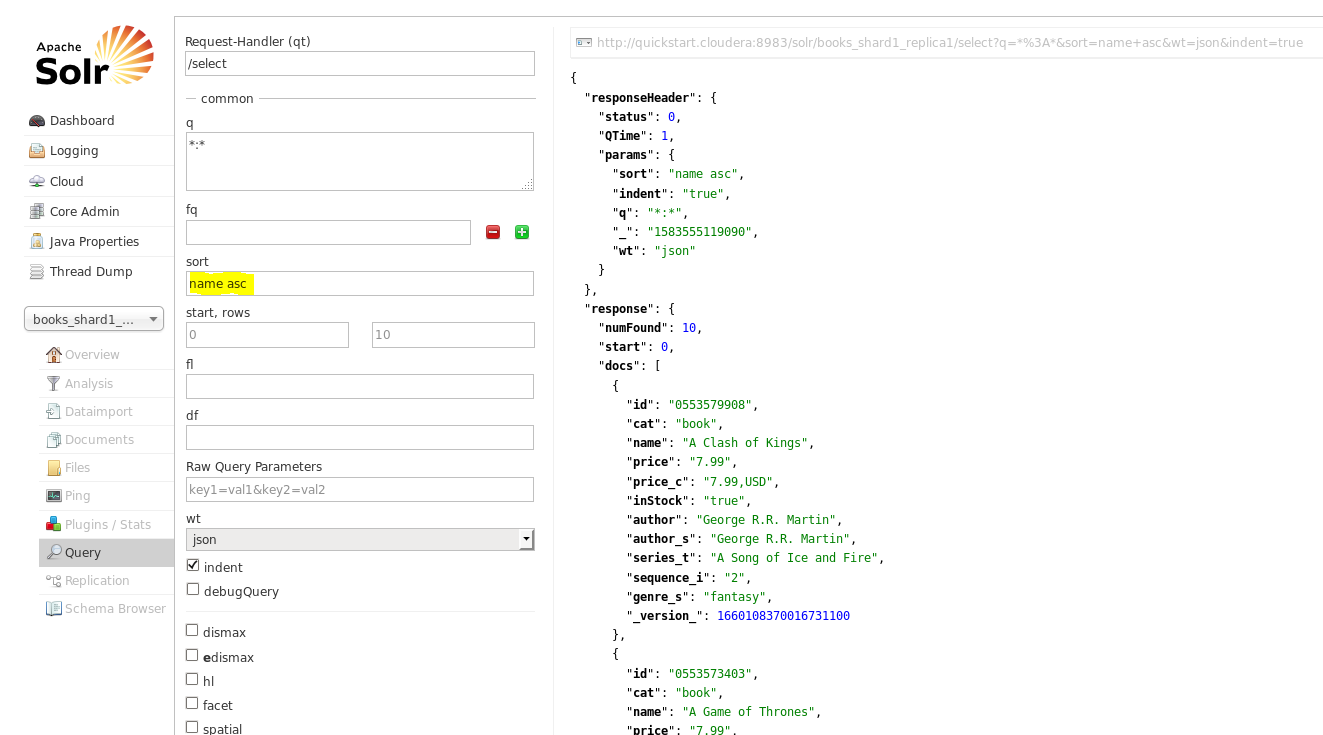 Apache
Solr
Dashboard
Logging
Cloud
Core Admin
Java Properties
Thread Dump
books_shard1_...
Overview
Analysis
Dataimport
Documents
Files
Ping
Plugins / Stats
Query
Replication
Schema Browser
Request-Handler (qt)
/select
common
q
*:*
fq
sort
name asc
start, rows
0 10
fl
df
Raw Query Parameters
key1=val1&key2=val2
wt
json
indent
debugQuery
dismax
edismax
hl
facet
spatial
http://quickstart.cloudera:8983/solr/books_shard1_replica1/select?q=*%3A*&sort=name+asc&wt=json&indent=true
{
"responseHeader": {
"status": 0,
"QTime": 1,
"params": {
"sort": "name asc",
"indent": "true",
"q": "*:*",
"_": "1583555119090",
"wt": "json"
}
},
"response": {
"numFound": 10,
"start": 0,
"docs": [
{
"id": "0553579908",
"cat": "book",
"name": "A Clash of Kings",
"price": "7.99",
"price_c": "7.99,USD",
"inStock": "true",
"author": "George R.R. Martin",
"author_s": "George R.R. Martin",
"series_t": "A Song of Ice and Fire",
"sequence_i": "2",
"genre_s": "fantasy",
"_version_": 1660108370016731100
},
{
"id": "0553573403",
"cat": "book",
"name": "A Game of Thrones",
"price": "7.99",